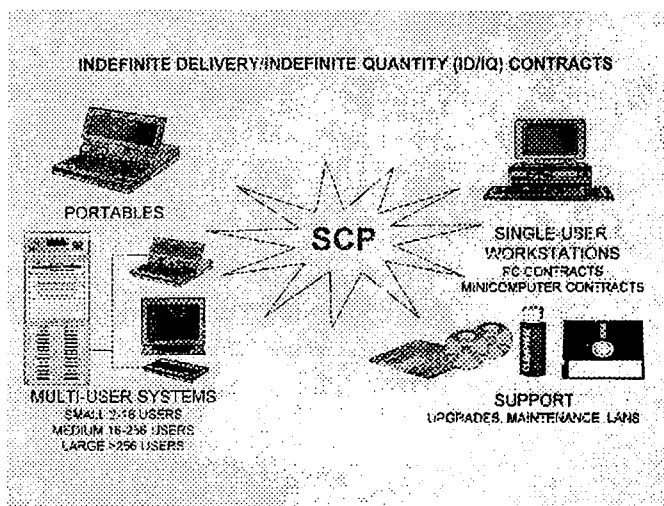 INDEFINITE DELIVERY/INDEFINITE QUANTITY (ID/IQ) CONTRACTS
PORTABLES
SCP
SINGLE-USER
WORKSTATIONS
PC CONTRACTS
MINICOMPUTER CONTRACTS
MULTI-USER SYSTEMS
SMALL 2-16 USERS
MEDIUM 16-256 USERS
LARGE >256 USERS
SUPPORT
UPGRADES, MAINTENANCE, LANS